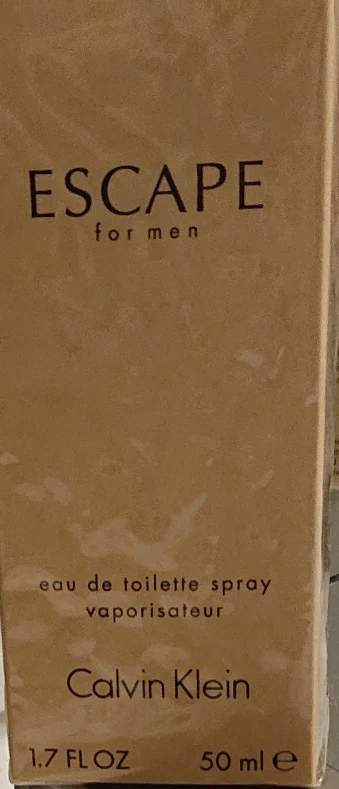 ESCAPE
for men
eau de toilette spray
vaporisateur
Calvin Klein
1.7 FL OZ 50 ml ℮